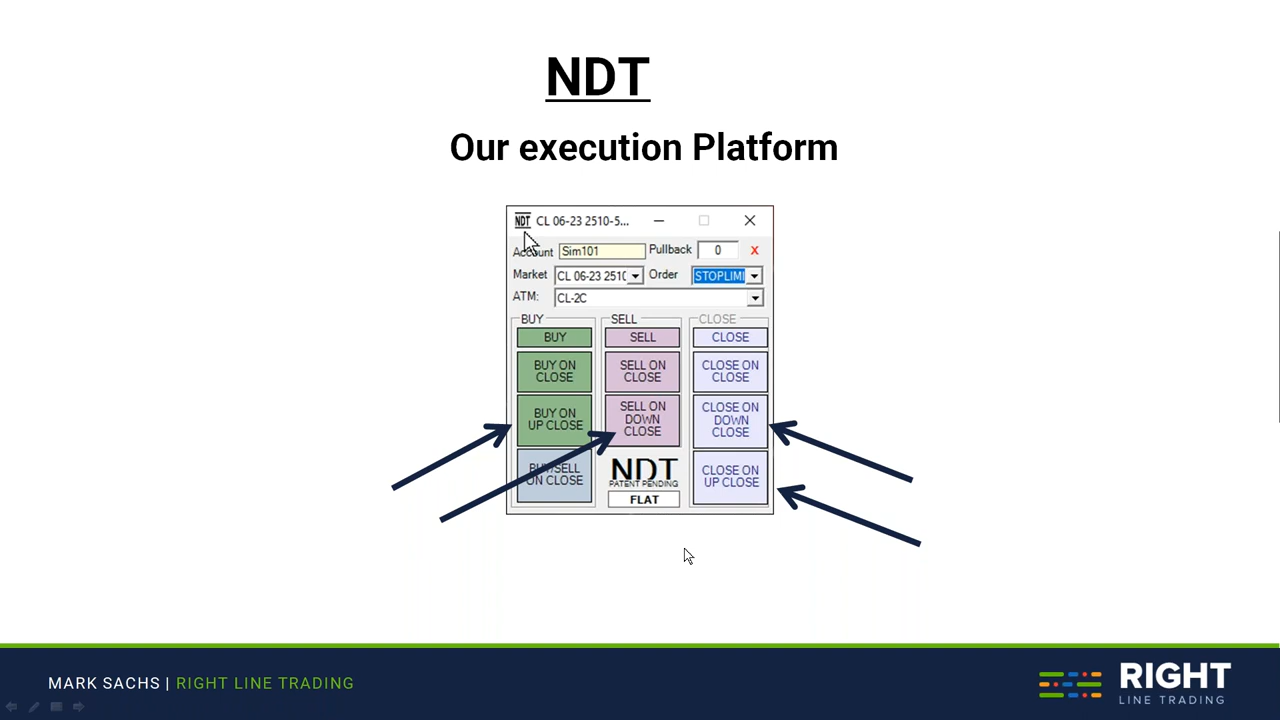 NDT
Our execution Platform
NDT CL 06-23 2510-5...
Account Sim101 Pullback 0 X
Market CL 06-23 251 Order STOPLIMI
ATM: CL-2C
BUY SELL CLOSE
BUY SELL CLOSE
BUY ON
CLOSE
SELL ON
CLOSE
CLOSE ON
CLOSE
BUY ON
UP CLOSE
SELL ON
DOWN
CLOSE
CLOSE ON
DOWN
CLOSE
BUY/SELL
ON CLOSE
NDT
PATENT PENDING
FLAT
CLOSE ON
UP CLOSE
MARK SACHS | RIGHT LINE TRADING
RIGHT
LINE TRADING